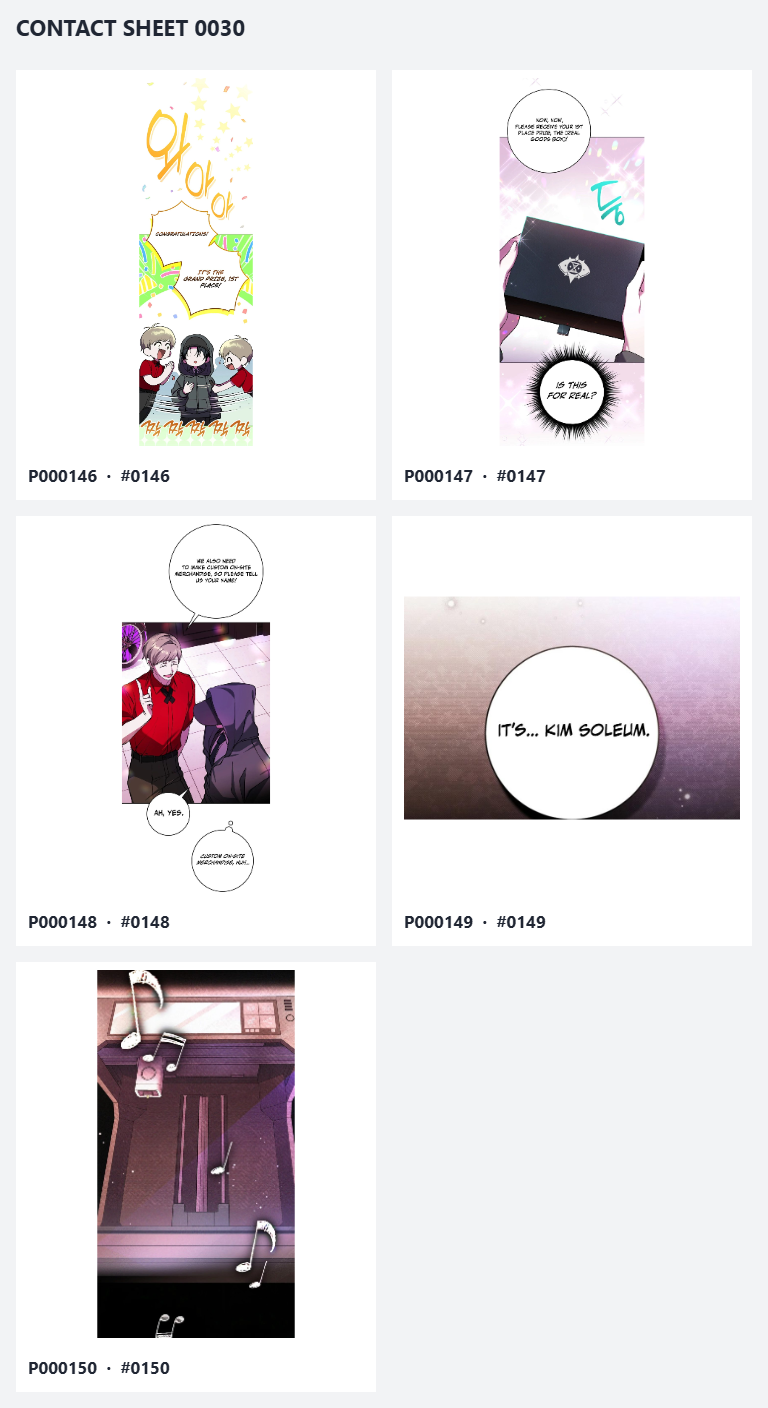 CONTACT SHEET 0030
와
아
아
CONGRATULATIONS!
IT'S THE
GRAND PRIZE, 1ST
PLACE!
짝 짝 짝 짝 짝
P000146 · #0146
NOW, NOW,
PLEASE RECEIVE YOUR 1ST
PLACE PRIZE, THE
GOODS BOX!
둥
IS THIS
FOR REAL?
P000147 · #0147
WE ALSO NEED
TO MAKE CUSTOM ON-SITE
MERCHANDISE, SO PLEASE TELL
US YOUR NAME!
AH, YES.
CUSTOM ON-SITE
MERCHANDISE, HUH...
P000148 · #0148
IT'S... KIM SOLEUM.
P000149 · #0149
P000150 · #0150